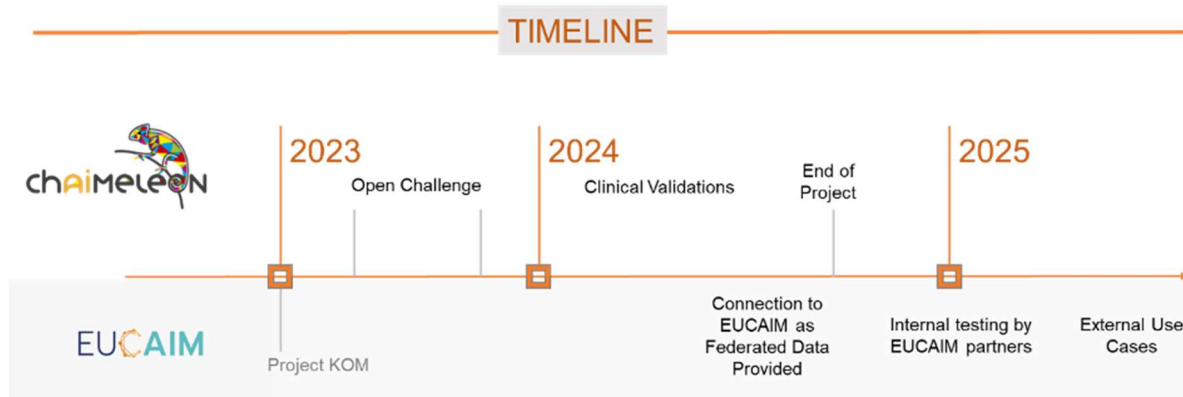 TIMELINE
chAiMeLeON
2023
2024
2025
Open Challenge
Clinical Validations
End of
Project
EUCAIM
Project KOM
Connection to
EUCAIM as
Federated Data
Provided
Internal testing by
EUCAIM partners
External Use
Cases